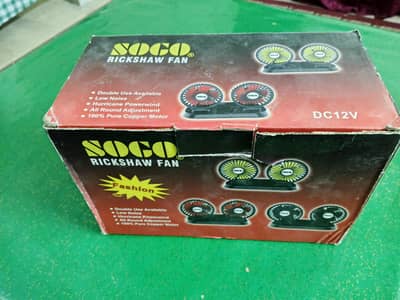 SOGO
RICKSHAW FAN
Double Use Available
Low Noise
Hurricane Powerwind
All Round Adjustment
100% Pure Copper Motor
DC12V
SOGO
RICKSHAW FAN
Fashion
Double Use Available
Low Noise
Hurricane Powerwind
All Round Adjustment
100% Pure Copper Motor